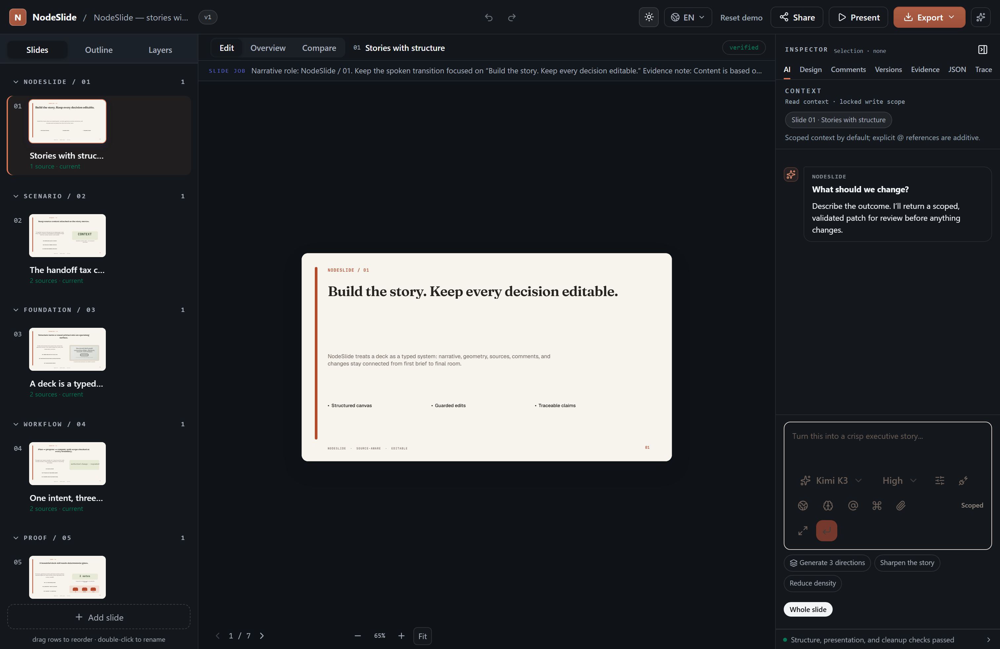 N NodeSlide / NodeSlide — stories wi... v1
EN Reset demo Share Present Export
Slides Outline Layers
NODESLIDE / 01 1
01
Build the story. Keep every decision editable.
Stories with struc...
1 source · current
SCENARIO / 02 1
02
Keep source context attached as the story moves.
CONTEXT
The handoff tax c...
2 sources · current
FOUNDATION / 03 1
03
Structure turns a visual artifact into an operating
surface.
A deck is a typed...
2 sources · current
WORKFLOW / 04 1
04
Plan → propose → commit, with scope checked at
every boundary.
One intent, three...
2 sources · current
PROOF / 05 1
05
A beautiful deck still needs deterministic gates.
3 gates
Add slide
drag rows to reorder · double-click to rename
Edit Overview Compare 01 Stories with structure verified
SLIDE JOB Narrative role: NodeSlide / 01. Keep the spoken transition focused on “Build the story. Keep every decision editable.” Evidence note: Content is based o...
NODESLIDE / 01
Build the story. Keep every decision editable.
NodeSlide treats a deck as a typed system: narrative, geometry, sources, comments, and
changes stay connected from first brief to final room.
• Structured canvas • Guarded edits • Traceable claims
NODESLIDE · SOURCE-AWARE · EDITABLE 01
1 / 7 65% Fit
INSPECTOR Selection · none
AI Design Comments Versions Evidence JSON Trace
CONTEXT
Read context · locked write scope
Slide 01 · Stories with structure
Scoped context by default; explicit @ references are additive.
NODESLIDE
What should we change?
Describe the outcome. I’ll return a scoped,
validated patch for review before anything
changes.
Turn this into a crisp executive story...
Kimi K3 High
Scoped
Generate 3 directions Sharpen the story
Reduce density
Whole slide
Structure, presentation, and cleanup checks passed